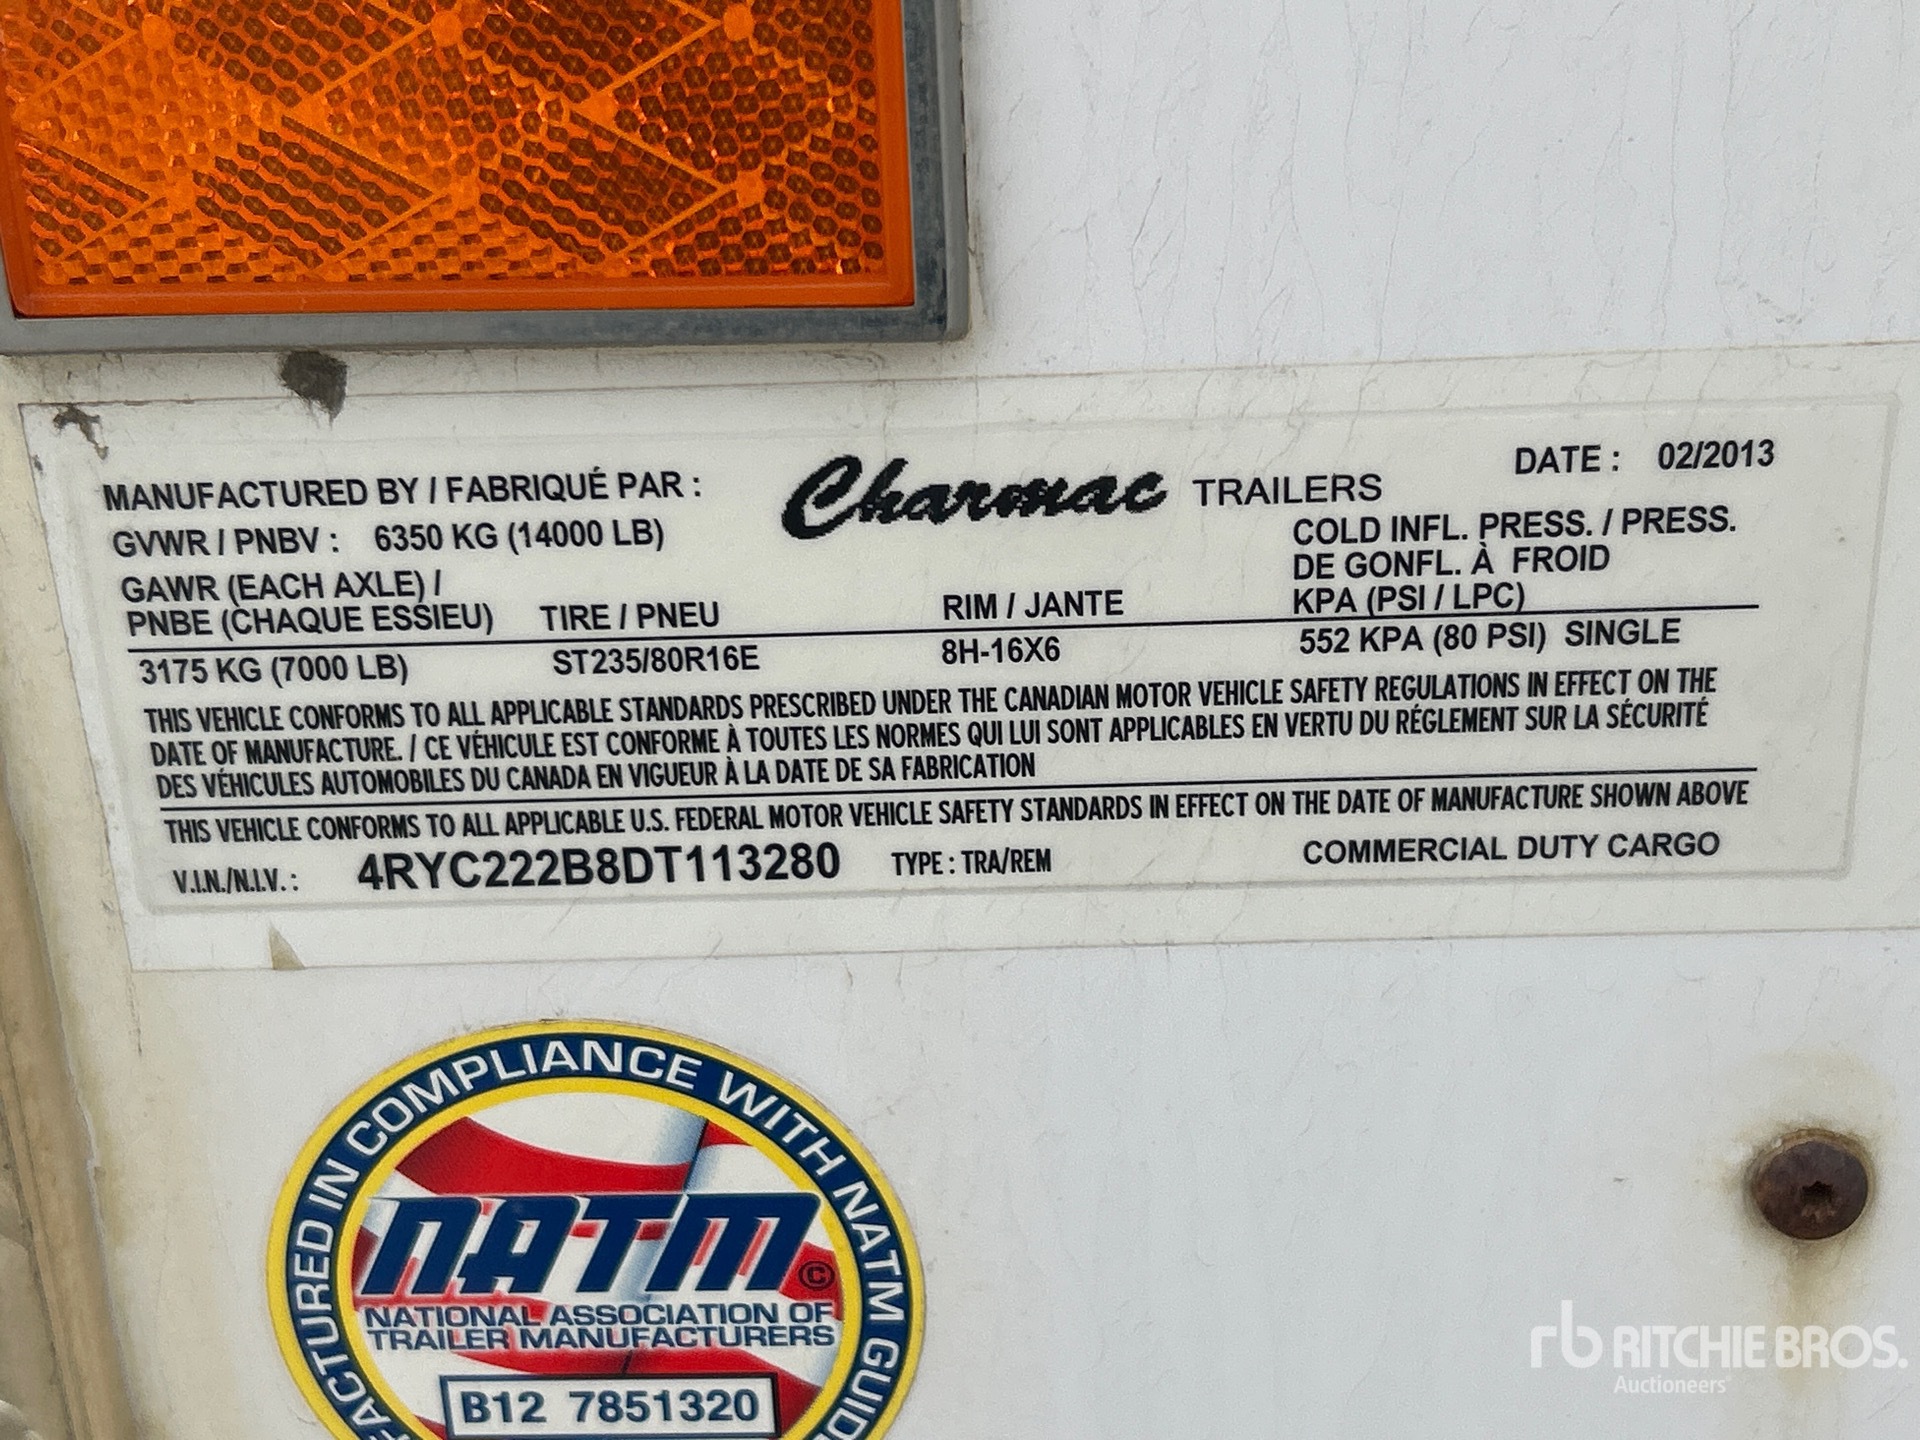 MANUFACTURED BY / FABRIQUÉ PAR : Charmac TRAILERS DATE : 02/2013
GVWR / PNBV : 6350 KG (14000 LB)
COLD INFL. PRESS. / PRESS.
DE GONFL. À FROID
KPA (PSI / LPC)
GAWR (EACH AXLE) /
PNBE (CHAQUE ESSIEU) TIRE / PNEU RIM / JANTE
3175 KG (7000 LB) ST235/80R16E 8H-16X6 552 KPA (80 PSI) SINGLE
THIS VEHICLE CONFORMS TO ALL APPLICABLE STANDARDS PRESCRIBED UNDER THE CANADIAN MOTOR VEHICLE SAFETY REGULATIONS IN EFFECT ON THE
DATE OF MANUFACTURE. / CE VÉHICULE EST CONFORME À TOUTES LES NORMES QUI LUI SONT APPLICABLES EN VERTU DU RÉGLEMENT SUR LA SÉCURITÉ
DES VÉHICULES AUTOMOBILES DU CANADA EN VIGUEUR À LA DATE DE SA FABRICATION
THIS VEHICLE CONFORMS TO ALL APPLICABLE U.S. FEDERAL MOTOR VEHICLE SAFETY STANDARDS IN EFFECT ON THE DATE OF MANUFACTURE SHOWN ABOVE
V.I.N./N.I.V. : 4RYC222B8DT113280 TYPE : TRA/REM COMMERCIAL DUTY CARGO
FACTURED IN COMPLIANCE WITH NATM GUID
NATM ©
NATIONAL ASSOCIATION OF
TRAILER MANUFACTURERS
B12 7851320
rb RITCHIE BROS.
Auctioneers